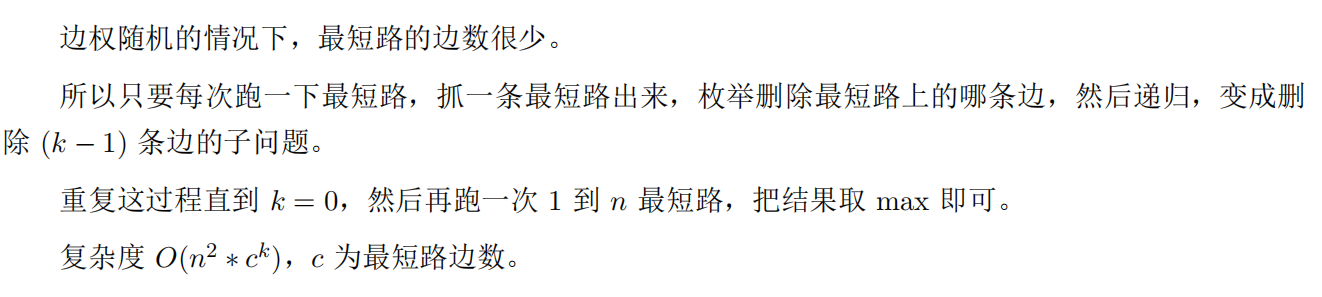 边权随机的情况下，最短路的边数很少。
所以只要每次跑一下最短路，抓一条最短路出来，枚举删除最短路上的哪条边，然后递归，变成删
除 (k − 1) 条边的子问题。
重复这过程直到 k = 0，然后再跑一次 1 到 n 最短路，把结果取 max 即可。
复杂度 O(n² ∗ cᵏ)，c 为最短路边数。